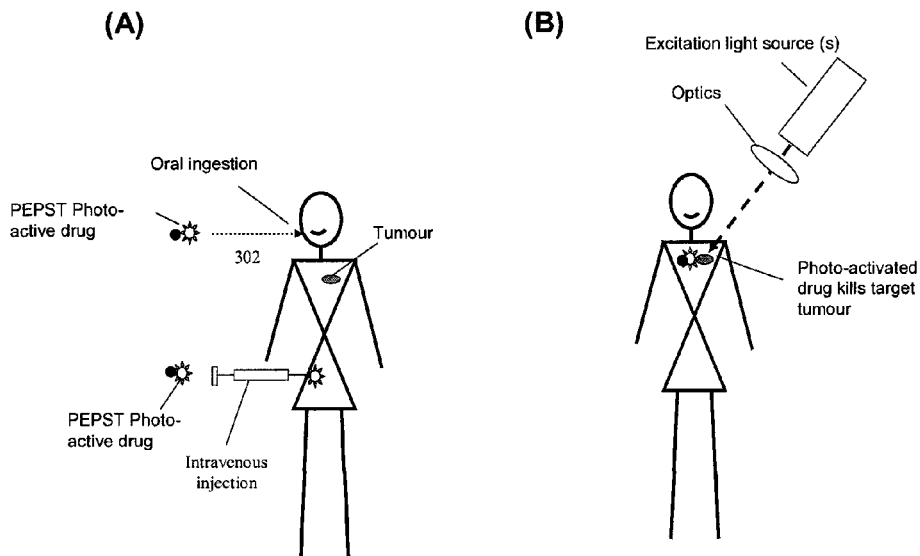 (A)
Oral ingestion
PEPST Photo-
active drug
302
Tumour
PEPST Photo-
active drug
Intravenous
injection
(B)
Excitation light source (s)
Optics
Photo-activated
drug kills target
tumour